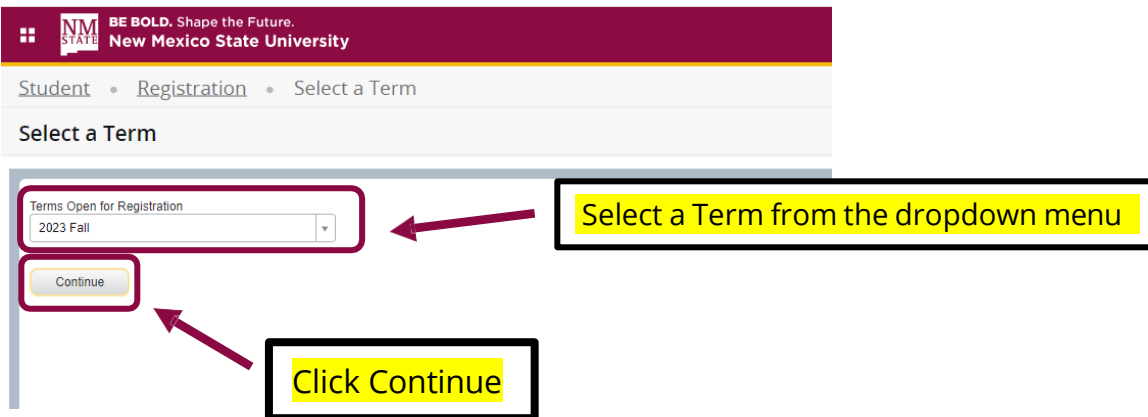 NM
STATE
BE BOLD. Shape the Future.
New Mexico State University
Student • Registration • Select a Term
Select a Term
Terms Open for Registration
2023 Fall
Select a Term from the dropdown menu
Continue
Click Continue